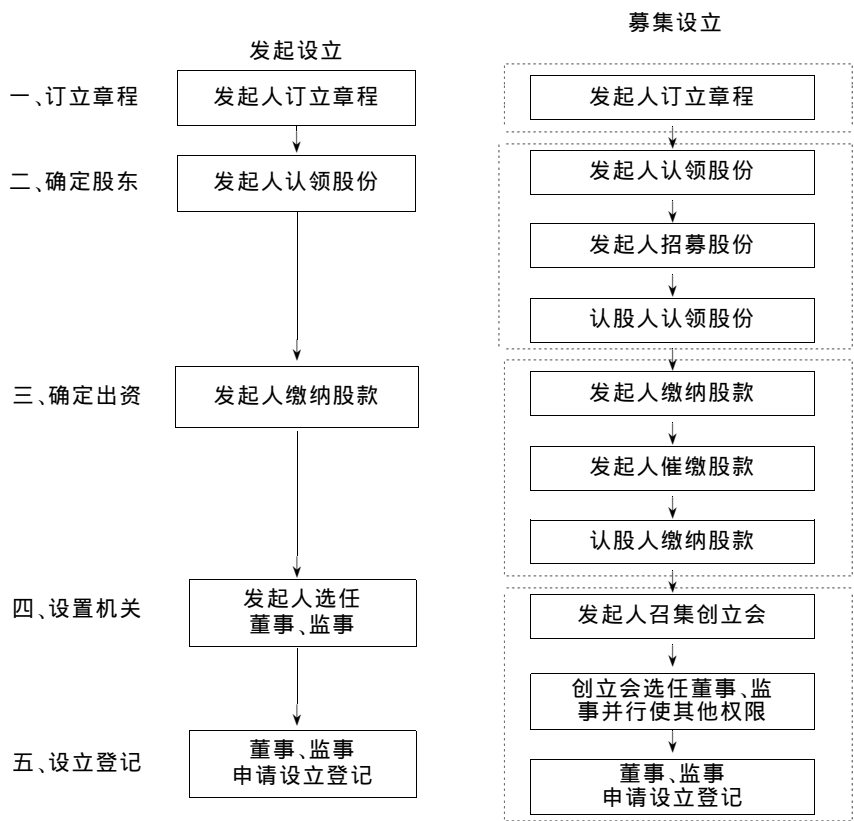 发起设立
募集设立
一、订立章程
发起人订立章程
发起人订立章程
二、确定股东
发起人认领股份
发起人认领股份
发起人招募股份
认股人认领股份
三、确定出资
发起人缴纳股款
发起人缴纳股款
发起人催缴股款
认股人缴纳股款
四、设置机关
发起人选任
董事、监事
发起人召集创立会
创立会选任董事、监
事并行使其他权限
五、设立登记
董事、监事
申请设立登记
董事、监事
申请设立登记